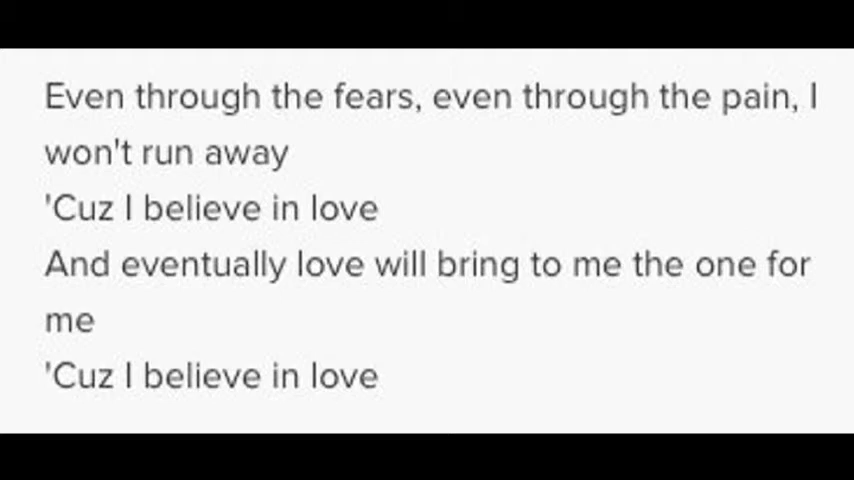 Even through the fears, even through the pain, I
won't run away
'Cuz I believe in love
And eventually love will bring to me the one for
me
'Cuz I believe in love